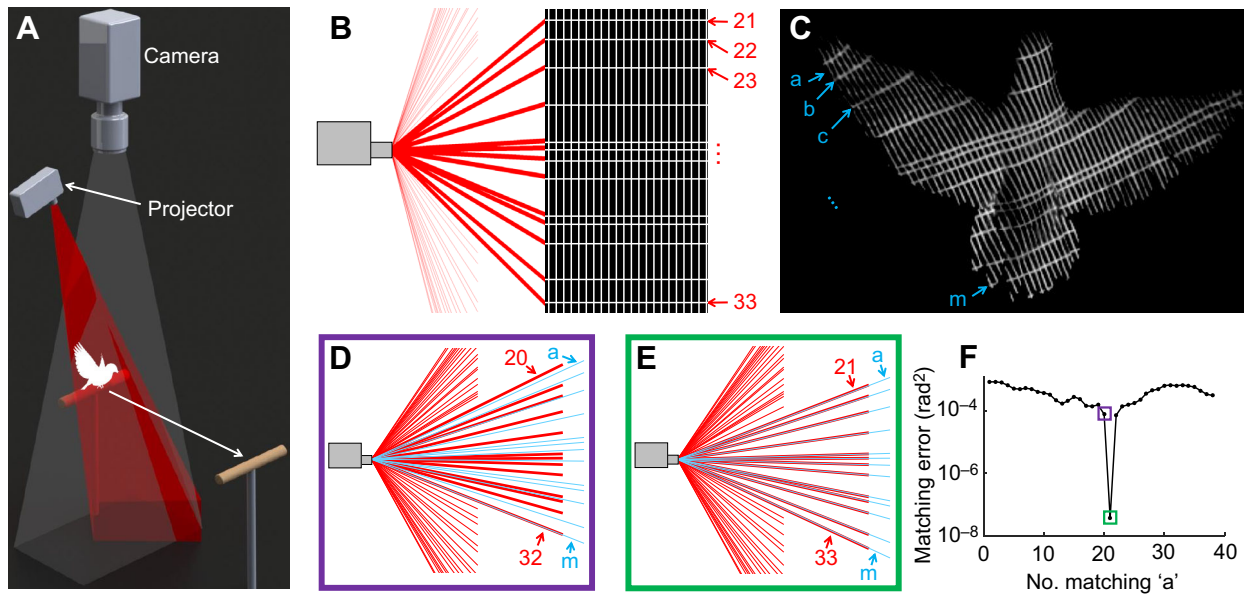 A
Camera
Projector
B
21
22
23
...
33
C
a
b
c
...
m
D
20
a
32
m
E
21
a
33
m
F
Matching error (rad²)
10⁻⁴
10⁻⁶
10⁻⁸
0 10 20 30 40
No. matching ‘a’